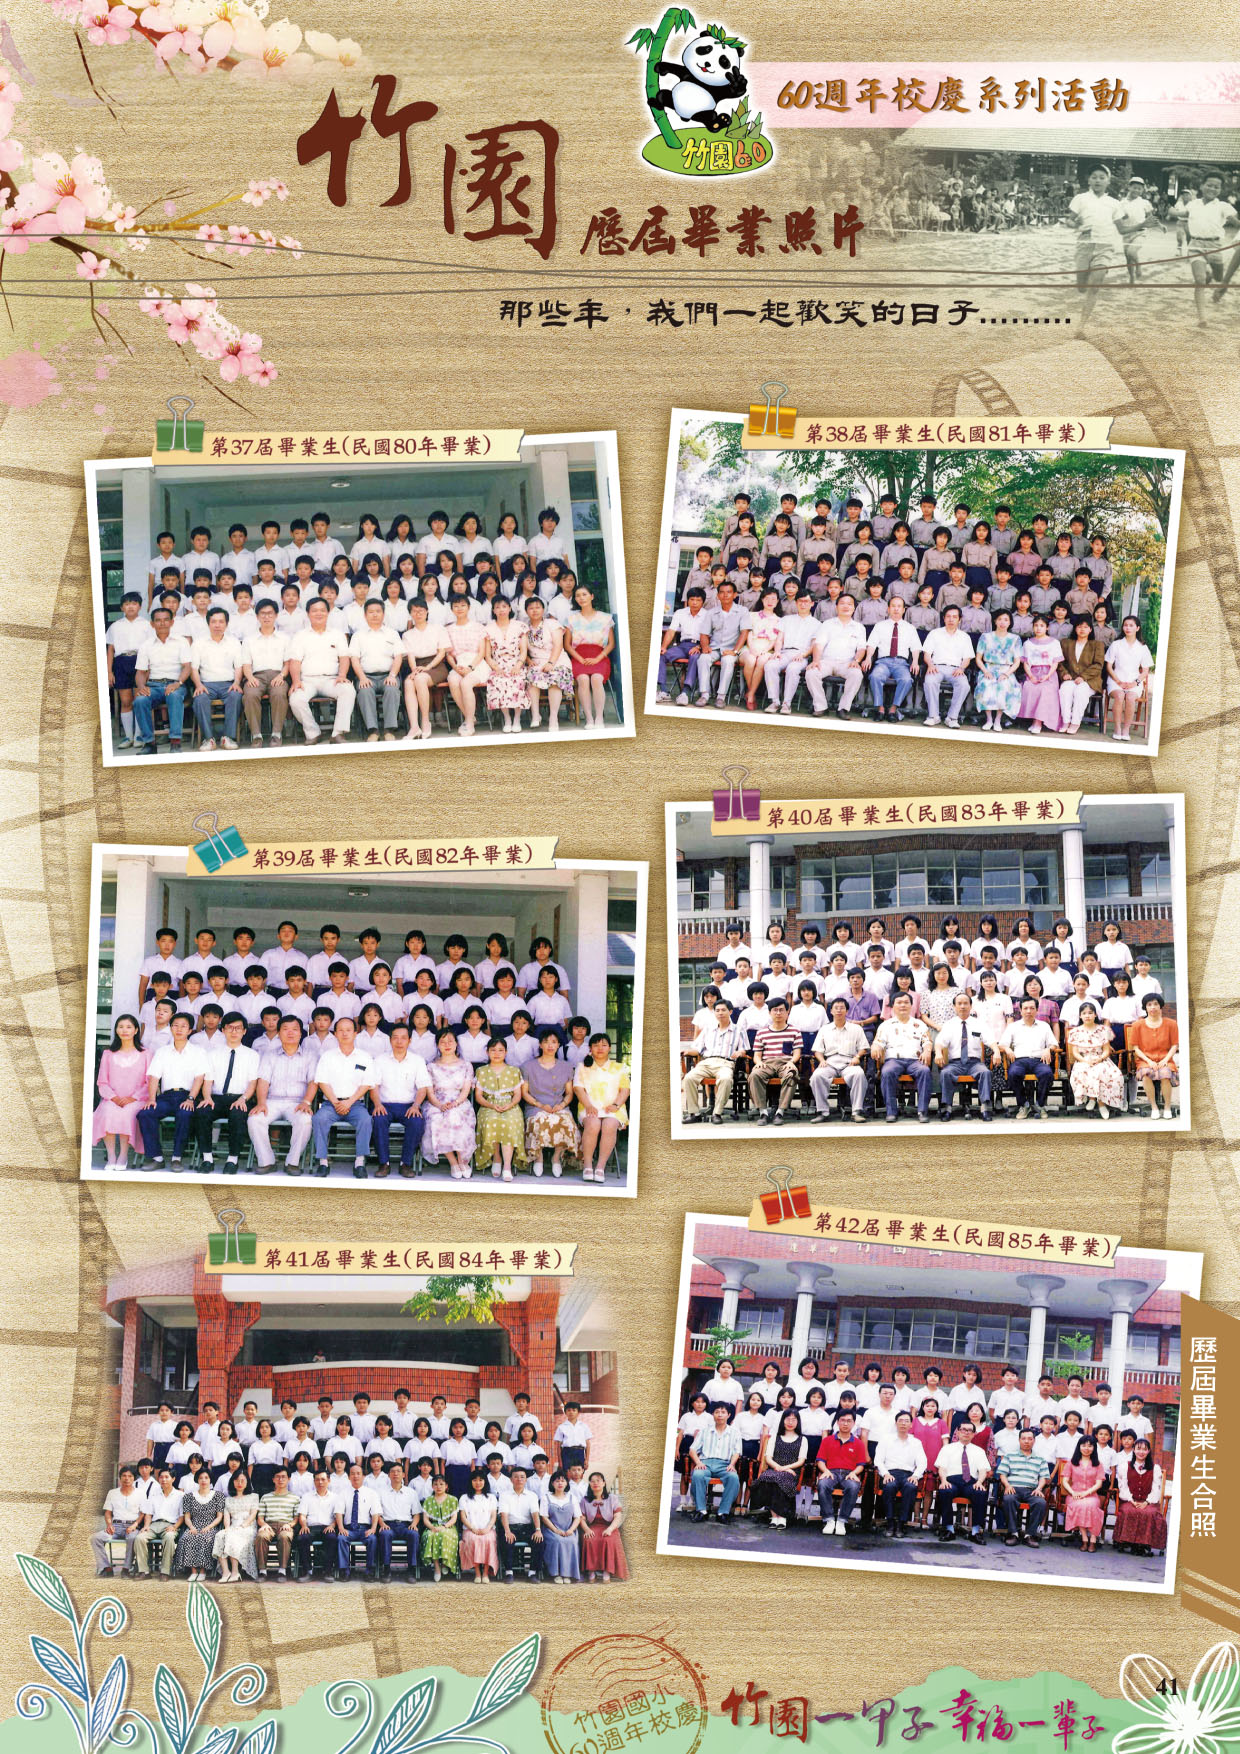 60週年校慶系列活動
竹園60
竹園
歷屆畢業照片
那些年，我們一起歡笑的日子.........
第37屆畢業生(民國80年畢業)
第38屆畢業生(民國81年畢業)
第39屆畢業生(民國82年畢業)
第40屆畢業生(民國83年畢業)
第41屆畢業生(民國84年畢業)
第42屆畢業生(民國85年畢業)
歷屆畢業生合照
41
竹園國小
60週年校慶
竹園一甲子 幸福一輩子